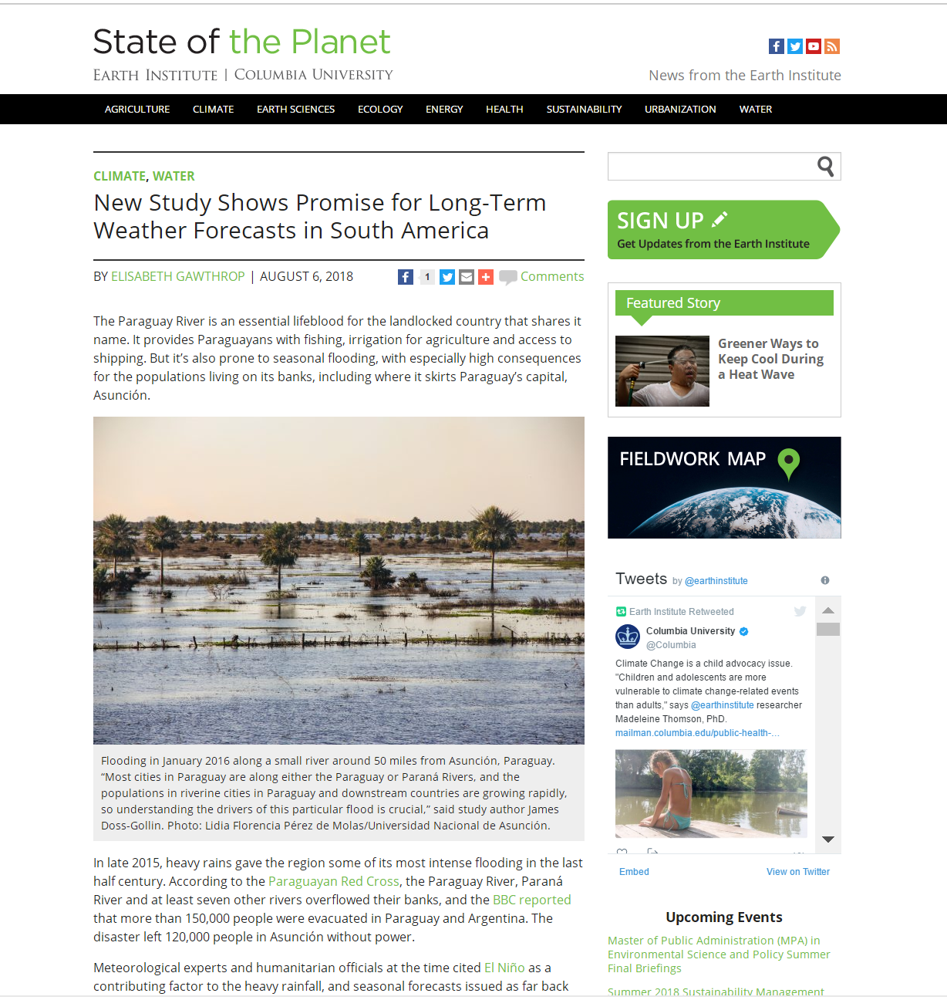 State of the Planet
EARTH INSTITUTE | COLUMBIA UNIVERSITY
News from the Earth Institute
AGRICULTURE CLIMATE EARTH SCIENCES ECOLOGY ENERGY HEALTH SUSTAINABILITY URBANIZATION WATER
CLIMATE, WATER
New Study Shows Promise for Long-Term
Weather Forecasts in South America
BY ELISABETH GAWTHROP | AUGUST 6, 2018
1
Comments
The Paraguay River is an essential lifeblood for the landlocked country that shares it
name. It provides Paraguayans with fishing, irrigation for agriculture and access to
shipping. But it’s also prone to seasonal flooding, with especially high consequences
for the populations living on its banks, including where it skirts Paraguay’s capital,
Asunción.
Flooding in January 2016 along a small river around 50 miles from Asunción, Paraguay.
“Most cities in Paraguay are along either the Paraguay or Paraná Rivers, and the
populations in riverine cities in Paraguay and downstream countries are growing rapidly,
so understanding the drivers of this particular flood is crucial,” said study author James
Doss-Gollin. Photo: Lidia Florencia Pérez de Molas/Universidad Nacional de Asunción.
In late 2015, heavy rains gave the region some of its most intense flooding in the last
half century. According to the Paraguayan Red Cross, the Paraguay River, Paraná
River and at least seven other rivers overflowed their banks, and the BBC reported
that more than 150,000 people were evacuated in Paraguay and Argentina. The
disaster left 120,000 people in Asunción without power.
Meteorological experts and humanitarian officials at the time cited El Niño as a
contributing factor to the heavy rainfall, and seasonal forecasts issued as far back
SIGN UP
Get Updates from the Earth Institute
Featured Story
Greener Ways to
Keep Cool During
a Heat Wave
FIELDWORK MAP
Tweets by @earthinstitute
Earth Institute Retweeted
Columbia University
@Columbia
Climate Change is a child advocacy issue.
"Children and adolescents are more
vulnerable to climate change-related events
than adults," says @earthinstitute researcher
Madeleine Thomson, PhD.
mailman.columbia.edu/public-health-…
Embed
View on Twitter
Upcoming Events
Master of Public Administration (MPA) in
Environmental Science and Policy Summer
Final Briefings
Summer 2018 Sustainability Management